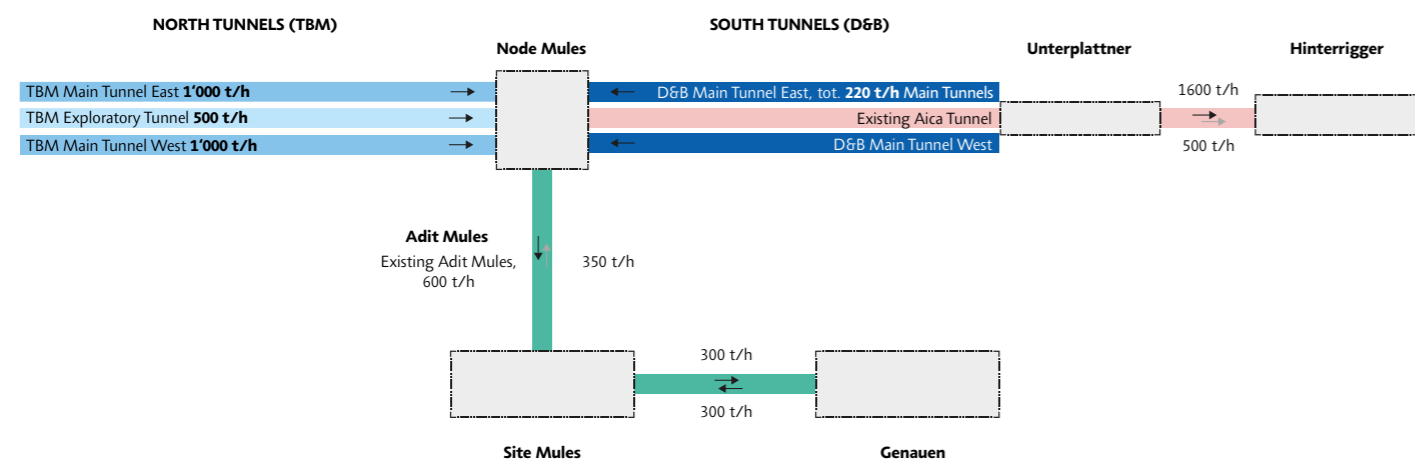 NORTH TUNNELS (TBM)
SOUTH TUNNELS (D&B)
Node Mules
Unterplattner
Hinterrigger
TBM Main Tunnel East 1'000 t/h
D&B Main Tunnel East, tot. 220 t/h Main Tunnels
1600 t/h
TBM Exploratory Tunnel 500 t/h
Existing Aica Tunnel
TBM Main Tunnel West 1'000 t/h
D&B Main Tunnel West
500 t/h
Adit Mules
Existing Adit Mules,
600 t/h
350 t/h
300 t/h
300 t/h
Site Mules
Genauen